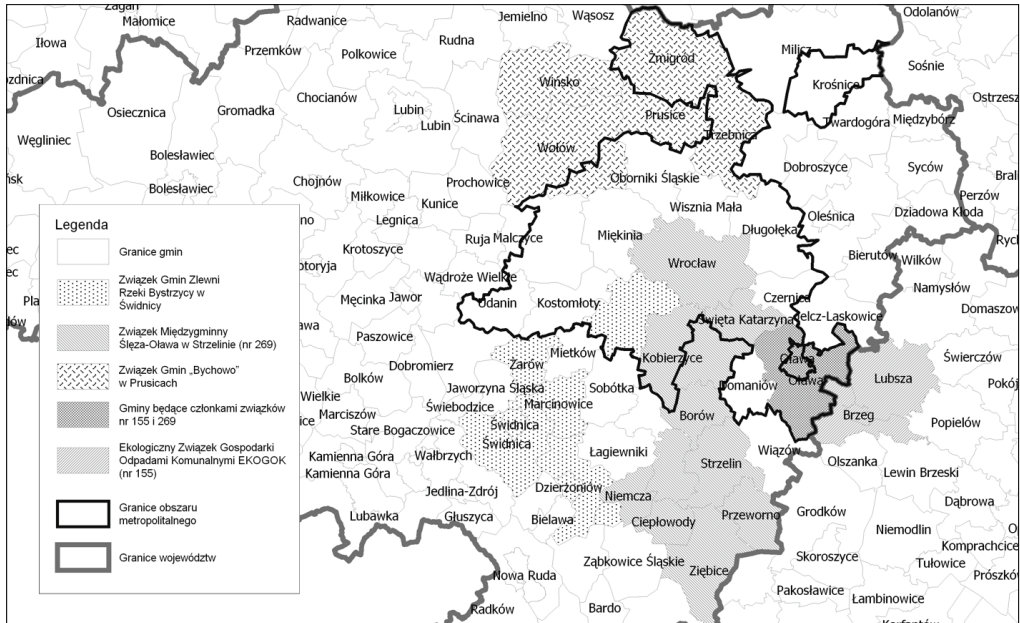 Żagań
Małomice
Radwanice
Jemielno
Wąsosz
Odolanów
Iłowa
Rudna
Przemków
Polkowice
Milicz
Żmigród
Sośnie
Wińsko
Krośnice
Chocianów
Ostrzesz
Osiecznica
Gromadka
Lubin
Lubin
Ścinawa
Prusice
Twardogóra
Międzybórz
Trzebnica
Węgliniec
Wołów
Bolesławiec
Dobroszyce
Syców
Chojnów
Prochowice
Oborniki Śląskie
Bolesławiec
Miłkowice
Perzów
Kunice
Wisznia Mała
Oleśnica
Dziadowa Kłoda
Legnica
Długołęka
Ruja
Malczyce
Miękinia
Krotoszyce
Bierutów
Wilków
Wrocław
Wądroże Wielkie
Namysłów
Męcinka
Jawor
Udanin
Kostomłoty
Czernica
Domaszow
Święta Katarzyna
Jelcz-Laskowice
Paszowice
Mietków
Kobierzyce
Oława
Świerczów
Dobromierz
Żarów
Bolków
Oława
Lubsza
Jaworzyna Śląska
Sobótka
Domaniów
Wielkie
Świebodzice
Marcinowice
Marciszów
Borów
Brzeg
Popielów
Stare Bogaczowice
Świdnica
Świdnica
Kamienna Góra
Wałbrzych
Łagiewniki
Wiązów
Olszanka
Kamienna Góra
Strzelin
Lewin Brzeski
Jedlina-Zdrój
Dzierżoniów
Niemcza
Dąbrowa
Lubawka
Głuszyca
Bielawa
Ciepłowody
Przeworno
Grodków
Niemodlin
Komprachcice
Ząbkowice Śląskie
Ziębice
Skoroszyce
Tułowice
Nowa Ruda
Prószków
Pakosławice
Łambinowice
Radków
Bardo
Legenda
Granice gmin
Związek Gmin Zlewni
Rzeki Bystrzycy w
Świdnicy
Związek Międzygminny
Ślęza-Oława w Strzelinie (nr 269)
Związek Gmin „Bychowo”
w Prusicach
Gminy będące członkami związków
nr 155 i 269
Ekologiczny Związek Gospodarki
Odpadami Komunalnymi EKOGOK
(nr 155)
Granice obszaru
metropolitalnego
Granice województw